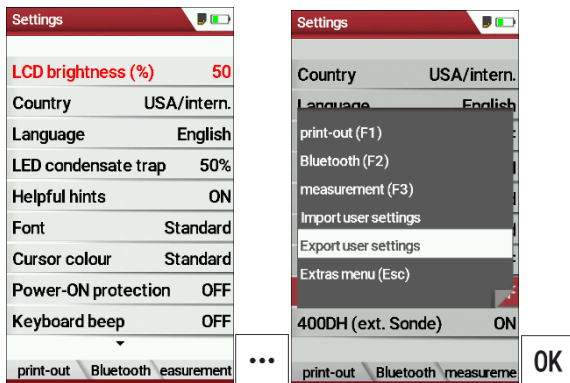 Settings
LCD brightness (%) 50
Country USA/intern.
Language English
LED condensate trap 50%
Helpful hints ON
Font Standard
Cursor colour Standard
Power-ON protection OFF
Keyboard beep OFF
print-out Bluetooth easurement
...
Settings
Country USA/intern.
Language English
print-out (F1)
Bluetooth (F2)
measurement (F3)
Import user settings
Export user settings
Extras menu (Esc)
400DH (ext. Sonde) ON
print-out Bluetooth measureme
OK